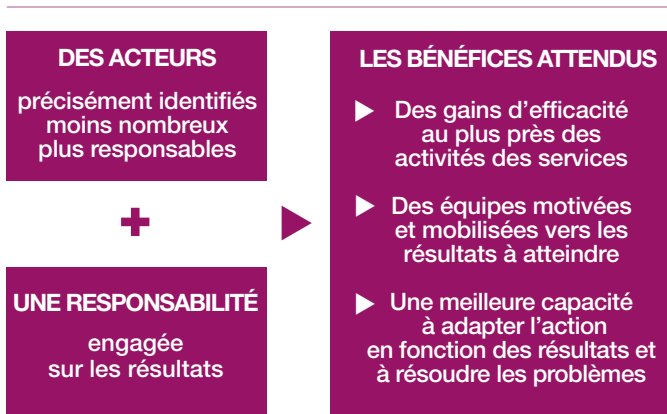 DES ACTEURS
précisément identifiés
moins nombreux
plus responsables
+
UNE RESPONSABILITÉ
engagée
sur les résultats
LES BÉNÉFICES ATTENDUS
Des gains d’efficacité
au plus près des
activités des services
Des équipes motivées
et mobilisées vers les
résultats à atteindre
Une meilleure capacité
à adapter l’action
en fonction des résultats et
à résoudre les problèmes